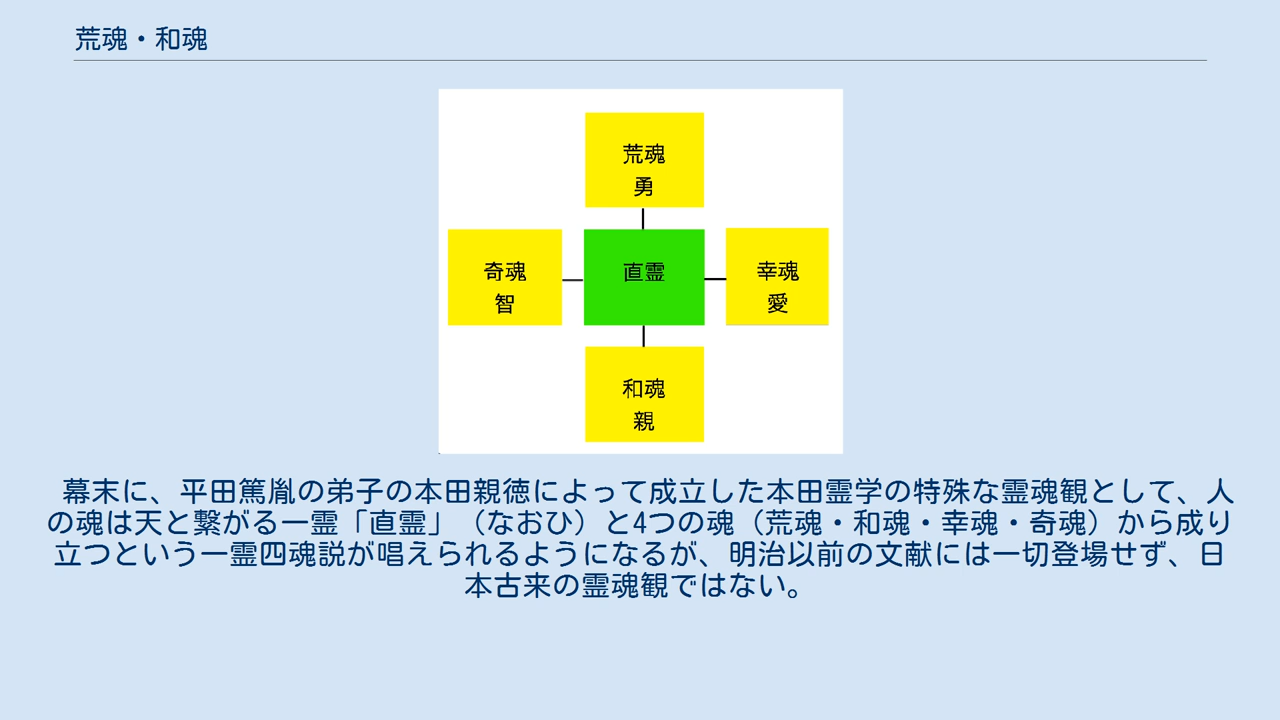 荒魂・和魂
荒魂
勇
奇魂
智
直霊
幸魂
愛
和魂
親
幕末に、平田篤胤の弟子の本田親徳によって成立した本田霊学の特殊な霊魂観として、人
の魂は天と繋がる一霊「直霊」（なおひ）と4つの魂（荒魂・和魂・幸魂・奇魂）から成り
立つという一霊四魂説が唱えられるようになるが、明治以前の文献には一切登場せず、日
本古来の霊魂観ではない。